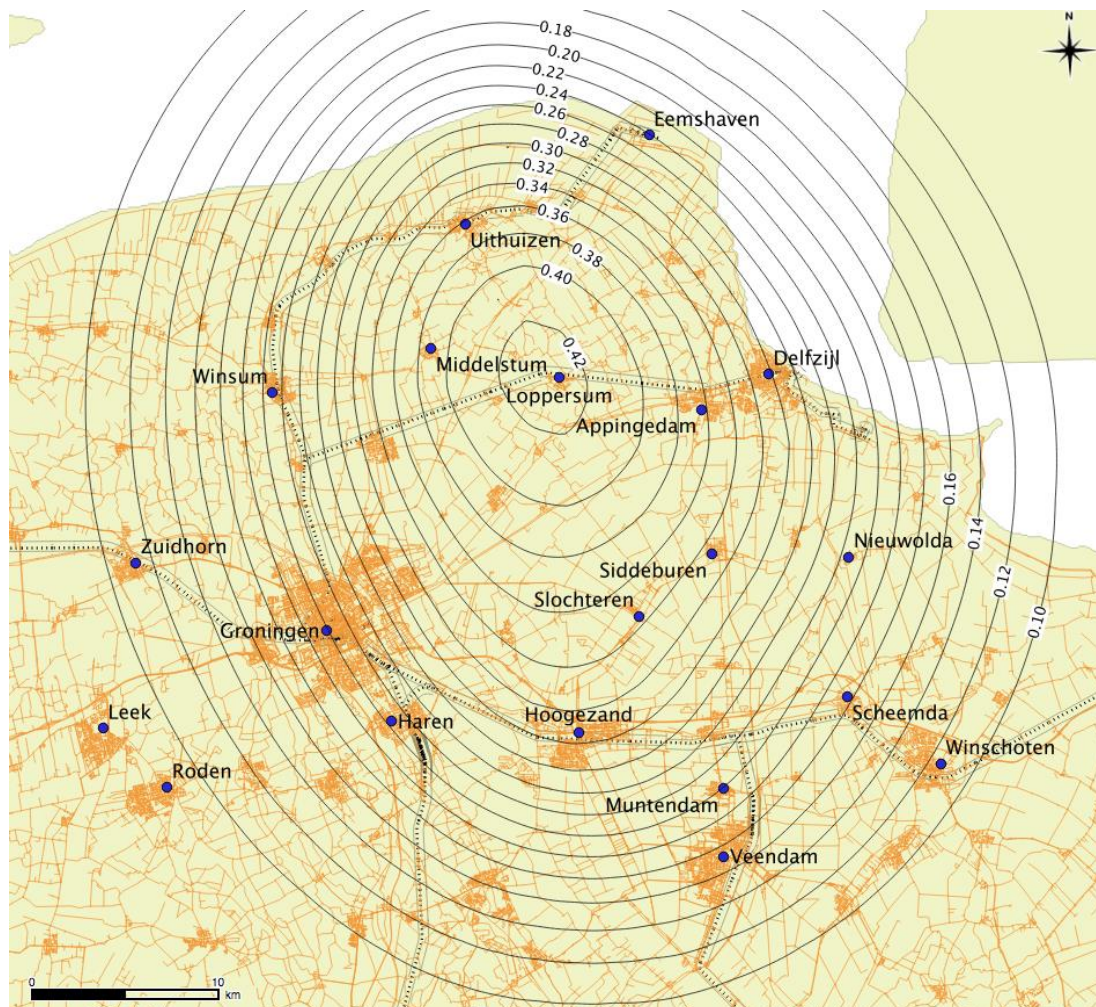 N
0.18
0.20
0.22
0.24
0.26
0.28
0.30
0.32
0.34
0.36
0.38
0.40
0.42
Eemshaven
Uithuizen
Middelstum
Delfzijl
Winsum
Loppersum
Appingedam
0.16
0.14
0.12
0.10
Zuidhorn
Nieuwolda
Siddeburen
Slochteren
Groningen
Leek
Haren
Hoogezand
Scheemda
Winschoten
Roden
Muntendam
Veendam
0 10
km